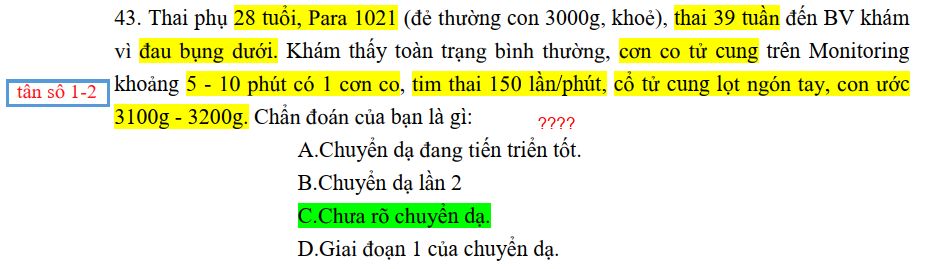 43. Thai phụ 28 tuổi, Para 1021 (đẻ thường con 3000g, khoẻ), thai 39 tuần đến BV khám
vì đau bụng dưới. Khám thấy toàn trạng bình thường, cơn co tử cung trên Monitoring
khoảng 5 - 10 phút có 1 cơn co, tim thai 150 lần/phút, cổ tử cung lọt ngón tay, con ước
tân sô 1-2
3100g - 3200g. Chẩn đoán của bạn là gì:
????
A.Chuyển dạ đang tiến triển tốt.
B.Chuyển dạ lần 2
C.Chưa rõ chuyển dạ.
D.Giai đoạn 1 của chuyển dạ.